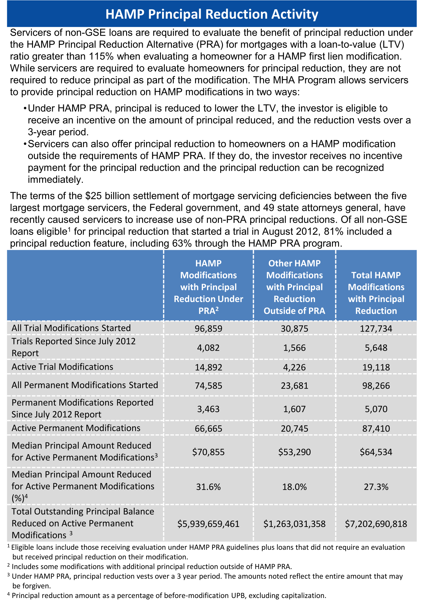 HAMP Principal Reduction Activity
Servicers of non-GSE loans are required to evaluate the benefit of principal reduction under
the HAMP Principal Reduction Alternative (PRA) for mortgages with a loan-to-value (LTV)
ratio greater than 115% when evaluating a homeowner for a HAMP first lien modification.
While servicers are required to evaluate homeowners for principal reduction, they are not
required to reduce principal as part of the modification. The MHA Program allows servicers
to provide principal reduction on HAMP modifications in two ways:
•Under HAMP PRA, principal is reduced to lower the LTV, the investor is eligible to
receive an incentive on the amount of principal reduced, and the reduction vests over a
3-year period.
•Servicers can also offer principal reduction to homeowners on a HAMP modification
outside the requirements of HAMP PRA. If they do, the investor receives no incentive
payment for the principal reduction and the principal reduction can be recognized
immediately.
The terms of the $25 billion settlement of mortgage servicing deficiencies between the five
largest mortgage servicers, the Federal government, and 49 state attorneys general, have
recently caused servicers to increase use of non-PRA principal reductions. Of all non-GSE
loans eligible¹ for principal reduction that started a trial in August 2012, 81% included a
principal reduction feature, including 63% through the HAMP PRA program.
HAMP Modifications with Principal Reduction Under PRA² Other HAMP Modifications with Principal Reduction Outside of PRA Total HAMP Modifications with Principal Reduction
All Trial Modifications Started 96,859 30,875 127,734
Trials Reported Since July 2012 Report 4,082 1,566 5,648
Active Trial Modifications 14,892 4,226 19,118
All Permanent Modifications Started 74,585 23,681 98,266
Permanent Modifications Reported Since July 2012 Report 3,463 1,607 5,070
Active Permanent Modifications 66,665 20,745 87,410
Median Principal Amount Reduced for Active Permanent Modifications³ $70,855 $53,290 $64,534
Median Principal Amount Reduced for Active Permanent Modifications (%)⁴ 31.6% 18.0% 27.3%
Total Outstanding Principal Balance Reduced on Active Permanent Modifications ³ $5,939,659,461 $1,263,031,358 $7,202,690,818
¹ Eligible loans include those receiving evaluation under HAMP PRA guidelines plus loans that did not require an evaluation
but received principal reduction on their modification.
² Includes some modifications with additional principal reduction outside of HAMP PRA.
³ Under HAMP PRA, principal reduction vests over a 3 year period. The amounts noted reflect the entire amount that may
be forgiven.
⁴ Principal reduction amount as a percentage of before-modification UPB, excluding capitalization.